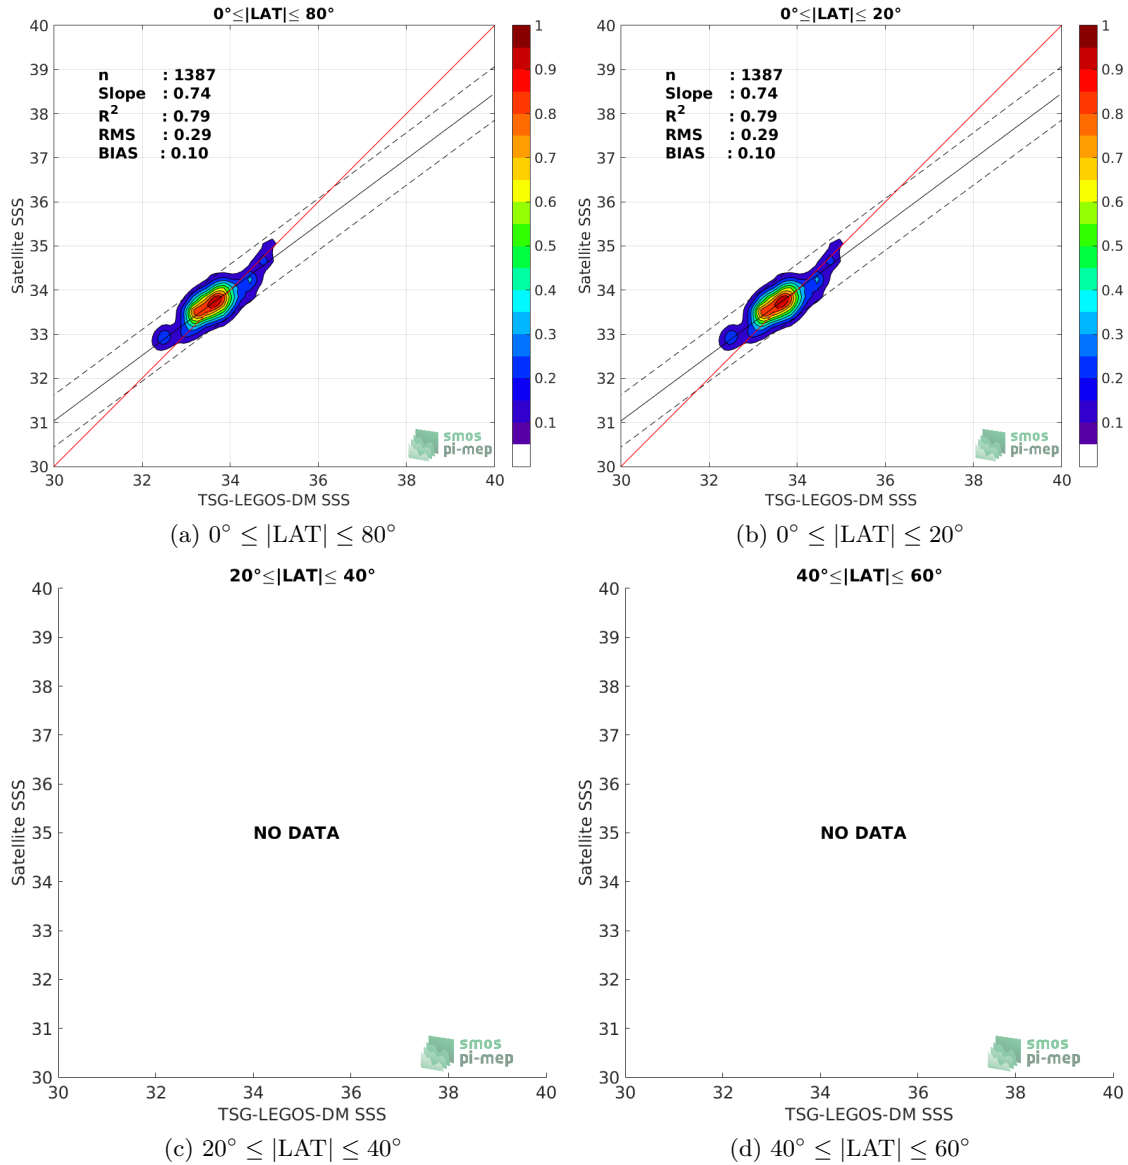 0°≤|LAT|≤ 80°
40
39
38
37
36
35
34
33
32
31
30
Satellite SSS
n : 1387
Slope : 0.74
R² : 0.79
RMS : 0.29
BIAS : 0.10
smos
pi-mep
30 32 34 36 38 40
TSG-LEGOS-DM SSS
1
0.9
0.8
0.7
0.6
0.5
0.4
0.3
0.2
0.1
(a) 0° ≤ |LAT| ≤ 80°
0°≤|LAT|≤ 20°
40
39
38
37
36
35
34
33
32
31
30
Satellite SSS
n : 1387
Slope : 0.74
R² : 0.79
RMS : 0.29
BIAS : 0.10
smos
pi-mep
30 32 34 36 38 40
TSG-LEGOS-DM SSS
1
0.9
0.8
0.7
0.6
0.5
0.4
0.3
0.2
0.1
(b) 0° ≤ |LAT| ≤ 20°
20°≤|LAT|≤ 40°
40
39
38
37
36
35
34
33
32
31
30
Satellite SSS
NO DATA
smos
pi-mep
30 32 34 36 38 40
TSG-LEGOS-DM SSS
(c) 20° ≤ |LAT| ≤ 40°
40°≤|LAT|≤ 60°
40
39
38
37
36
35
34
33
32
31
30
Satellite SSS
NO DATA
smos
pi-mep
30 32 34 36 38 40
TSG-LEGOS-DM SSS
(d) 40° ≤ |LAT| ≤ 60°